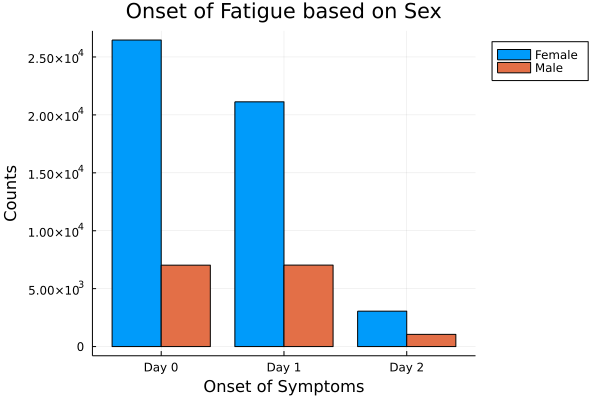 Onset of Fatigue based on Sex
2.50×10⁴
2.00×10⁴
1.50×10⁴
1.00×10⁴
5.00×10³
0
Counts
Day 0 Day 1 Day 2
Onset of Symptoms
Female
Male